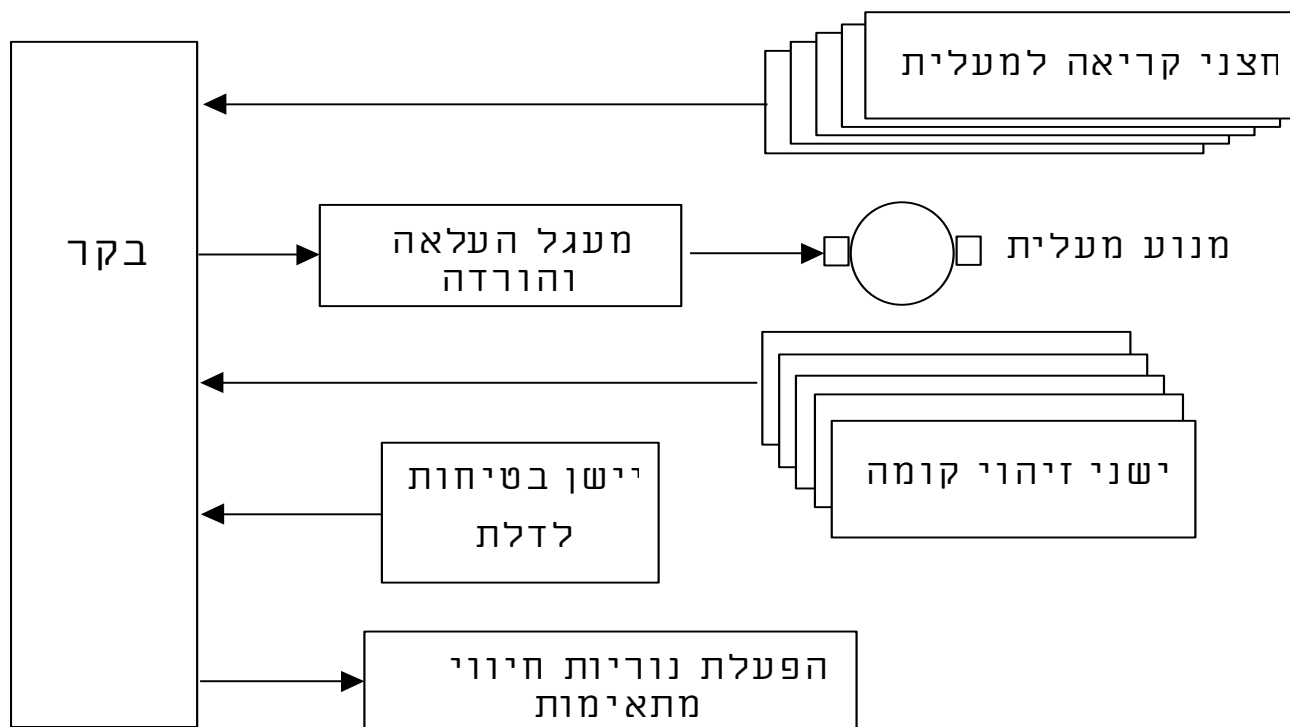 חצני קריאה למעלית
בקר
מעגל העלאה
והורדה
מנוע מעלית
ישני זיהוי קומה
יישן בטיחות
לדלת
הפעלת נוריות חיווי
מתאימות